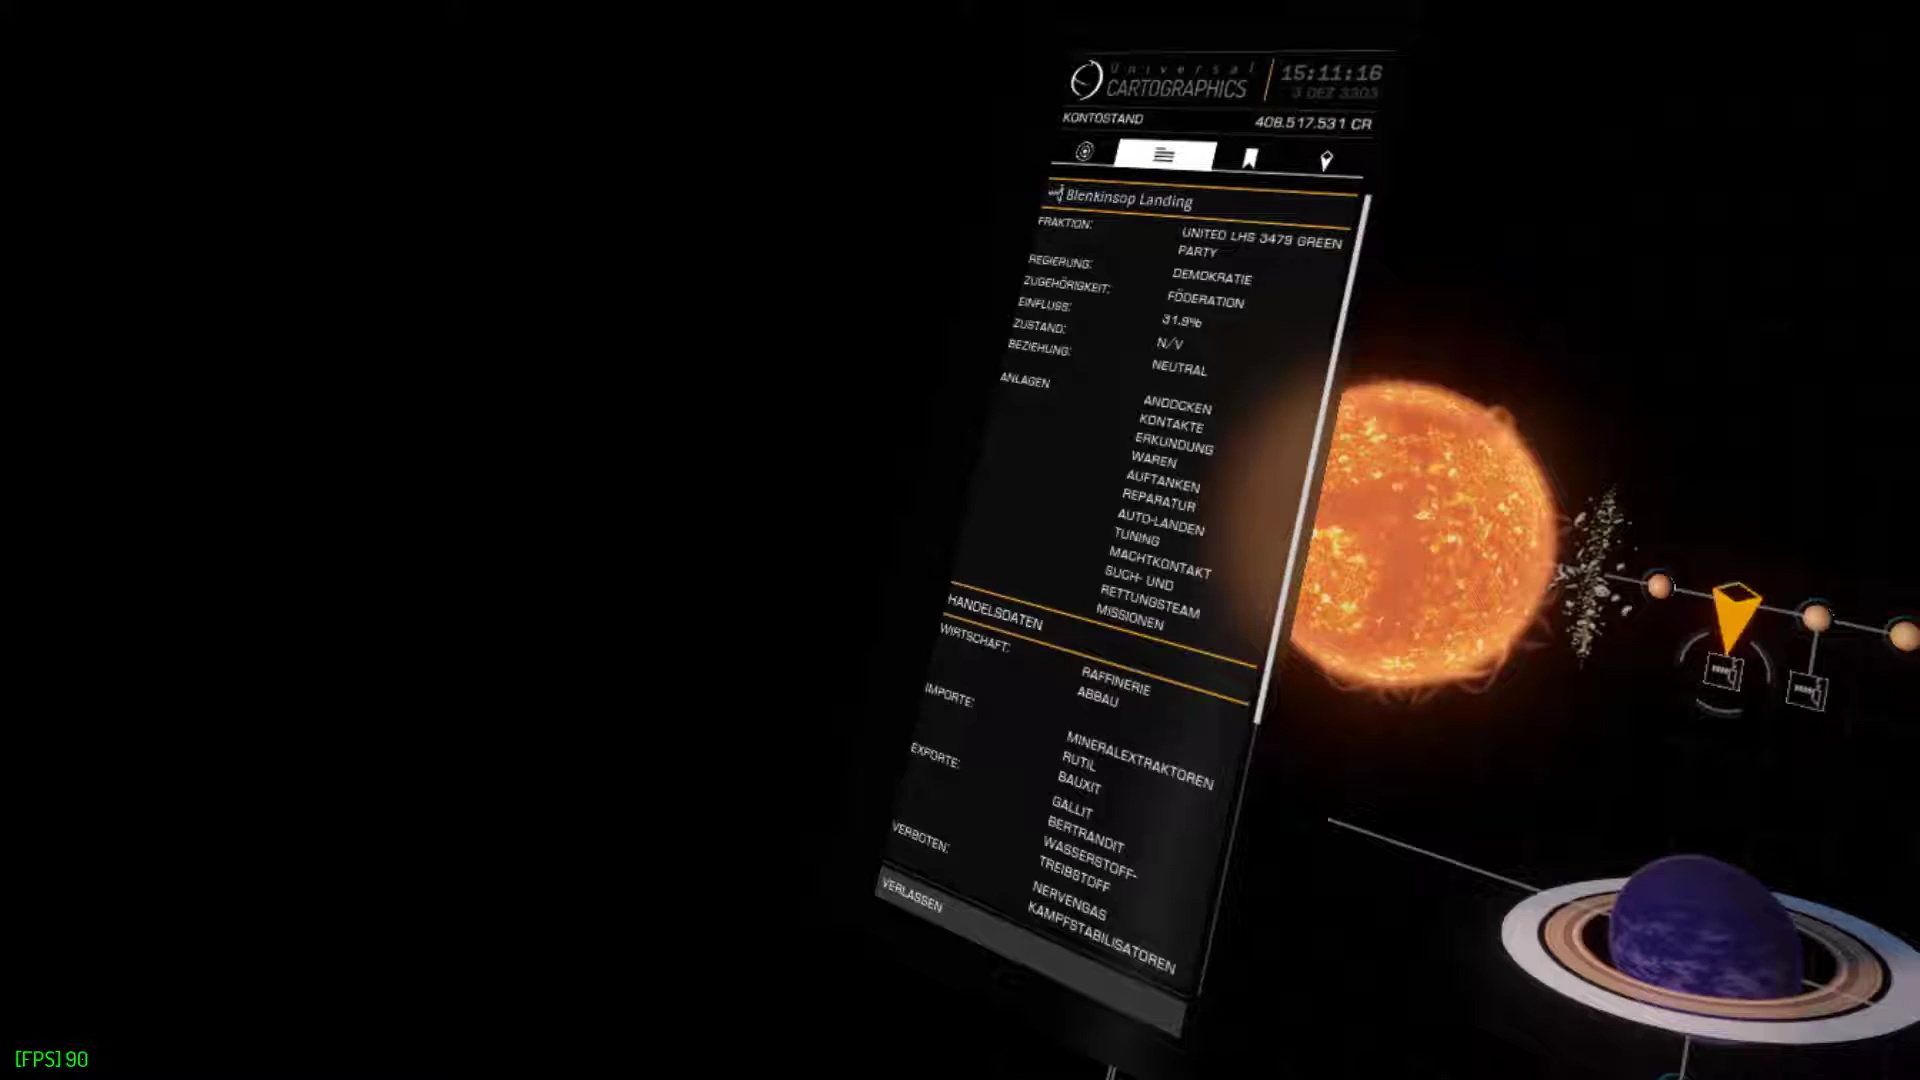 Universal
CARTOGRAPHICS
15:11:16
3 DEZ 3303
KONTOSTAND 408.517.531 CR
Blenkinsop Landing
FRAKTION: UNITED LHS 3479 GREEN
PARTY
REGIERUNG: DEMOKRATIE
ZUGEHÖRIGKEIT: FÖDERATION
EINFLUSS: 31.9%
ZUSTAND: N/V
BEZIEHUNG: NEUTRAL
ANLAGEN
ANDOCKEN
KONTAKTE
ERKUNDUNG
WAREN
AUFTANKEN
REPARATUR
AUTO-LANDEN
TUNING
MACHTKONTAKT
SUCH- UND
RETTUNGSTEAM
MISSIONEN
HANDELSDATEN
WIRTSCHAFT:
RAFFINERIE
ABBAU
IMPORTE:
MINERALEXTRAKTOREN
RUTIL
BAUXIT
EXPORTE:
GALLIT
BERTRANDIT
WASSERSTOFF-
TREIBSTOFF
VERBOTEN:
NERVENGAS
KAMPFSTABILISATOREN
VERLASSEN
[FPS] 90